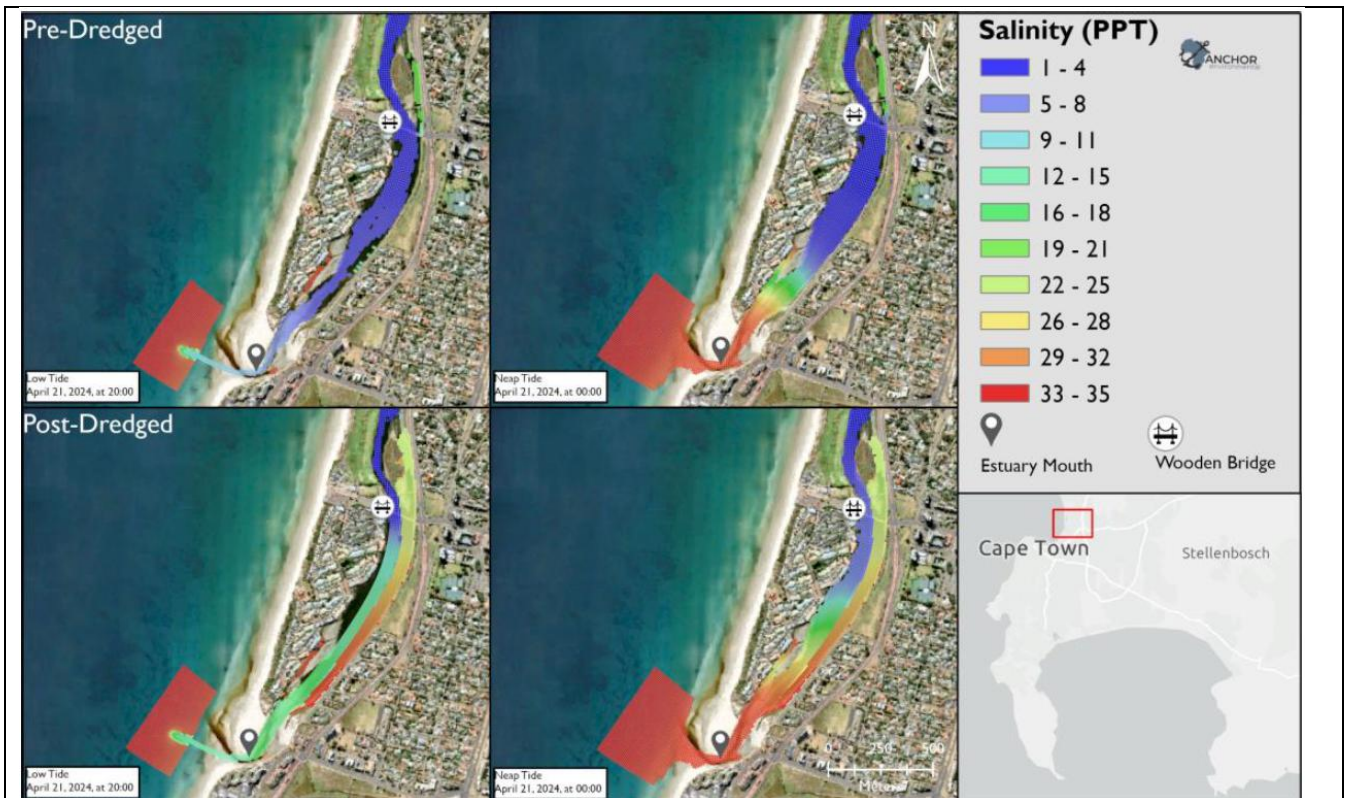 Pre-Dredged
N
Low Tide
April 21, 2024, at 20:00
Neap Tide
April 21, 2024, at 00:00
Post-Dredged
Low Tide
April 21, 2024, at 20:00
Neap Tide
April 21, 2024, at 00:00
0 250 500
Meters
Salinity (PPT)
ANCHOR
1 - 4
5 - 8
9 - 11
12 - 15
16 - 18
19 - 21
22 - 25
26 - 28
29 - 32
33 - 35
Estuary Mouth
Wooden Bridge
Cape Town
Stellenbosch